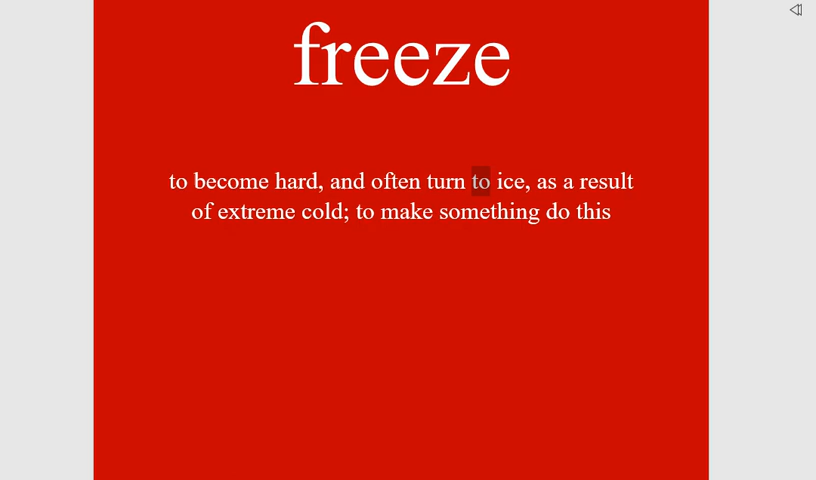 freeze
to become hard, and often turn to ice, as a result
of extreme cold; to make something do this